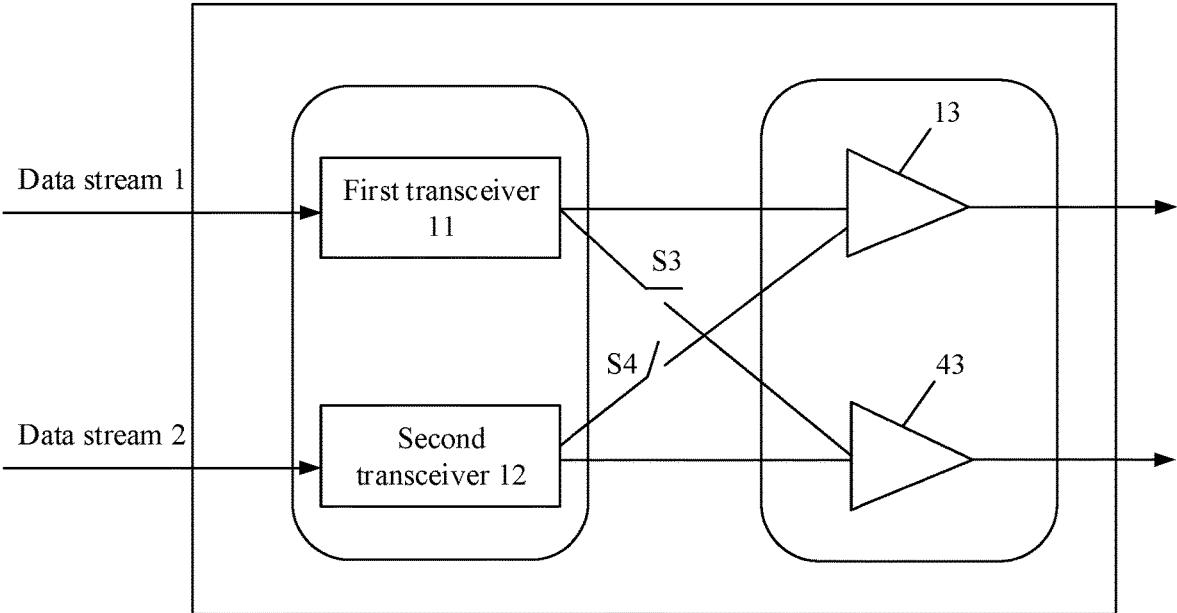 13
Data stream 1
First transceiver
11
S3
S4
43
Data stream 2
Second
transceiver 12